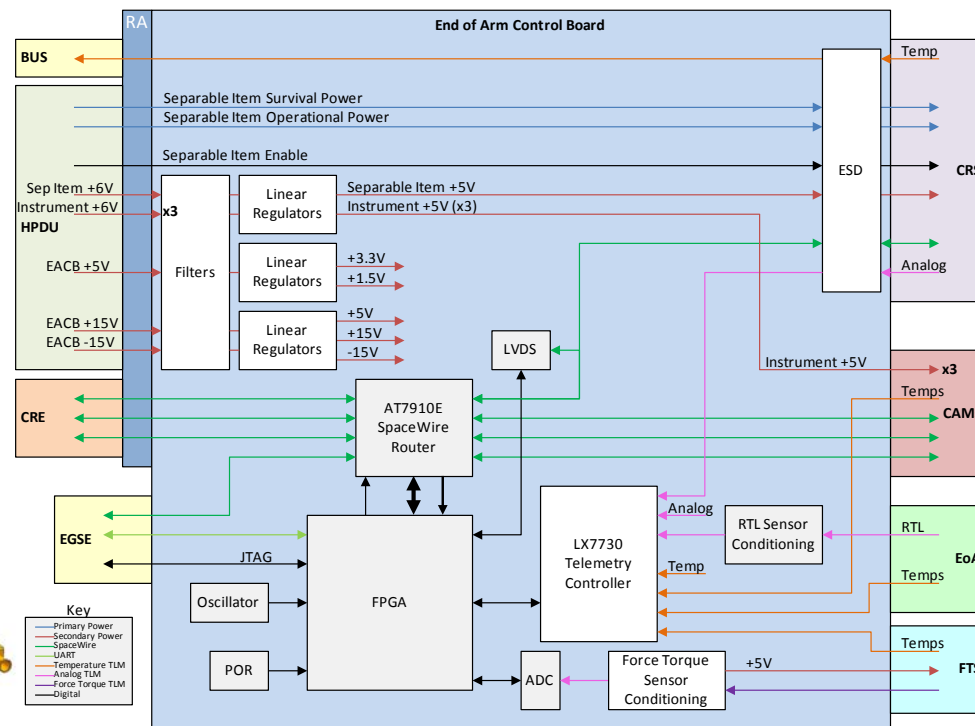 RA
End of Arm Control Board
BUS
Temp
Separable Item Survival Power
Separable Item Operational Power
Separable Item Enable
ESD
CRS
Sep Item +6V
Instrument +6V
HPDU
x3
Filters
Linear
Regulators
Separable Item +5V
Instrument +5V (x3)
EACB +5V
Linear
Regulators
+3.3V
+1.5V
Analog
EACB +15V
EACB -15V
Linear
Regulators
+5V
+15V
-15V
LVDS
Instrument +5V
x3
Temps
CAM
CRE
AT7910E
SpaceWire
Router
EGSE
JTAG
Analog
LX7730
Telemetry
Controller
RTL Sensor
Conditioning
RTL
EoA
Temps
Temp
Oscillator
FPGA
POR
ADC
Force Torque
Sensor
Conditioning
+5V
Temps
FTS
Key
Primary Power
Secondary Power
SpaceWire
UART
Temperature TLM
Analog TLM
Force Torque TLM
Digital